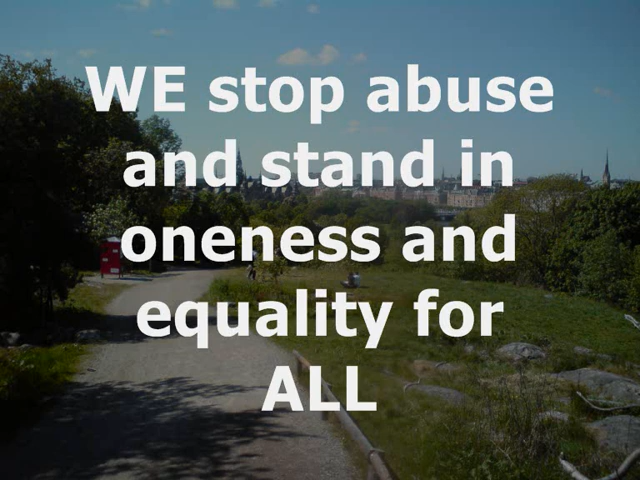 WE stop abuse
and stand in
oneness and
equality for
ALL